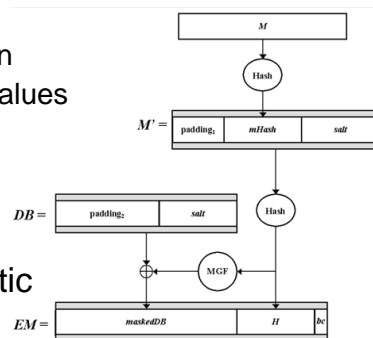 M
n
Hash
alues
M' = padding₁ mHash salt
DB = padding₂ salt
Hash
MGF
tic
EM = maskedDB H bc